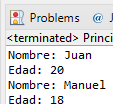 Problems @ J
<terminated> Princi
Nombre: Juan
Edad: 20
Nombre: Manuel
Edad: 18